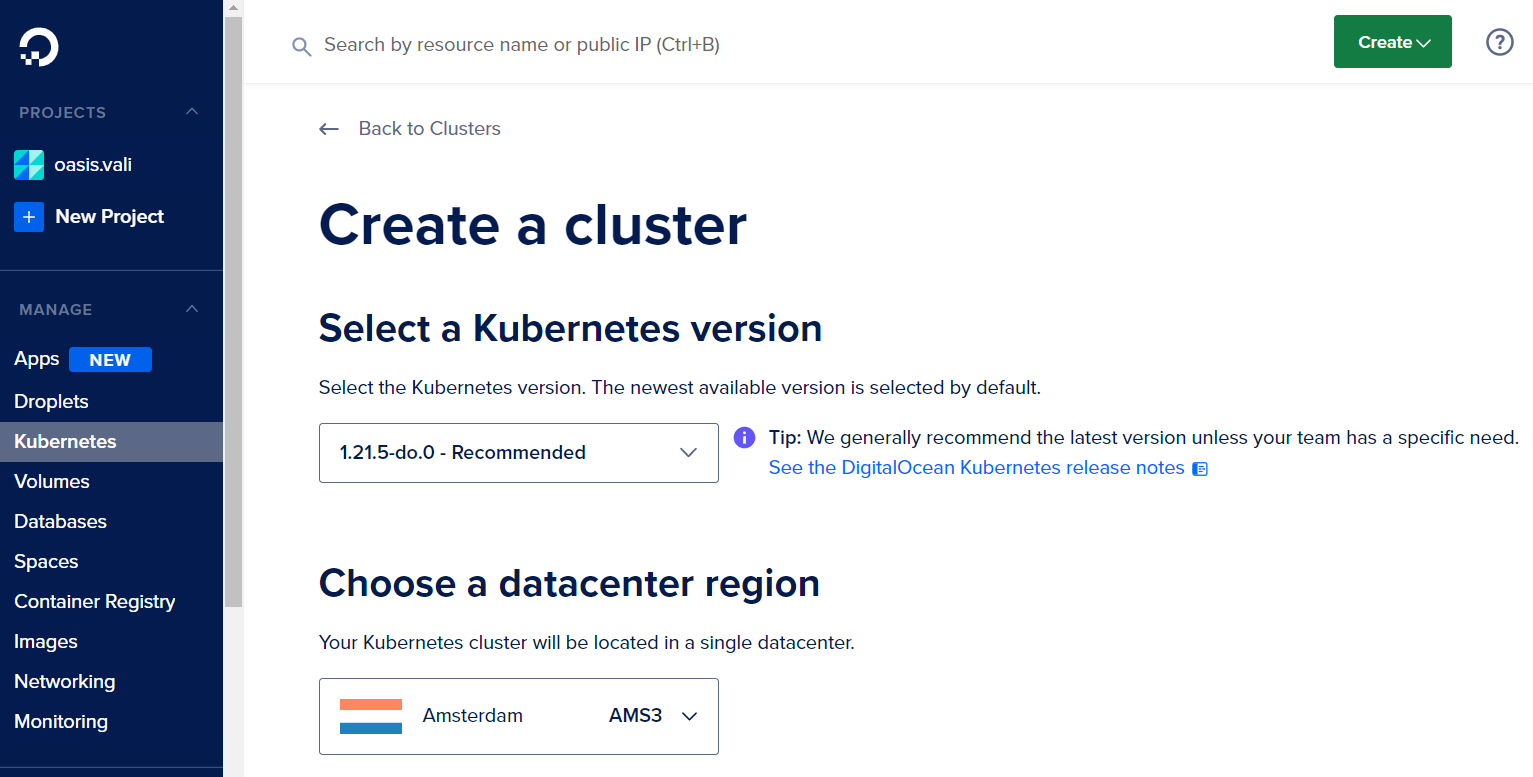 Search by resource name or public IP (Ctrl+B)
Create
?
PROJECTS
oasis.vali
+ New Project
MANAGE
Apps NEW
Droplets
Kubernetes
Volumes
Databases
Spaces
Container Registry
Images
Networking
Monitoring
Back to Clusters
Create a cluster
Select a Kubernetes version
Select the Kubernetes version. The newest available version is selected by default.
1.21.5-do.0 - Recommended
Tip: We generally recommend the latest version unless your team has a specific need.
See the DigitalOcean Kubernetes release notes
Choose a datacenter region
Your Kubernetes cluster will be located in a single datacenter.
Amsterdam AMS3